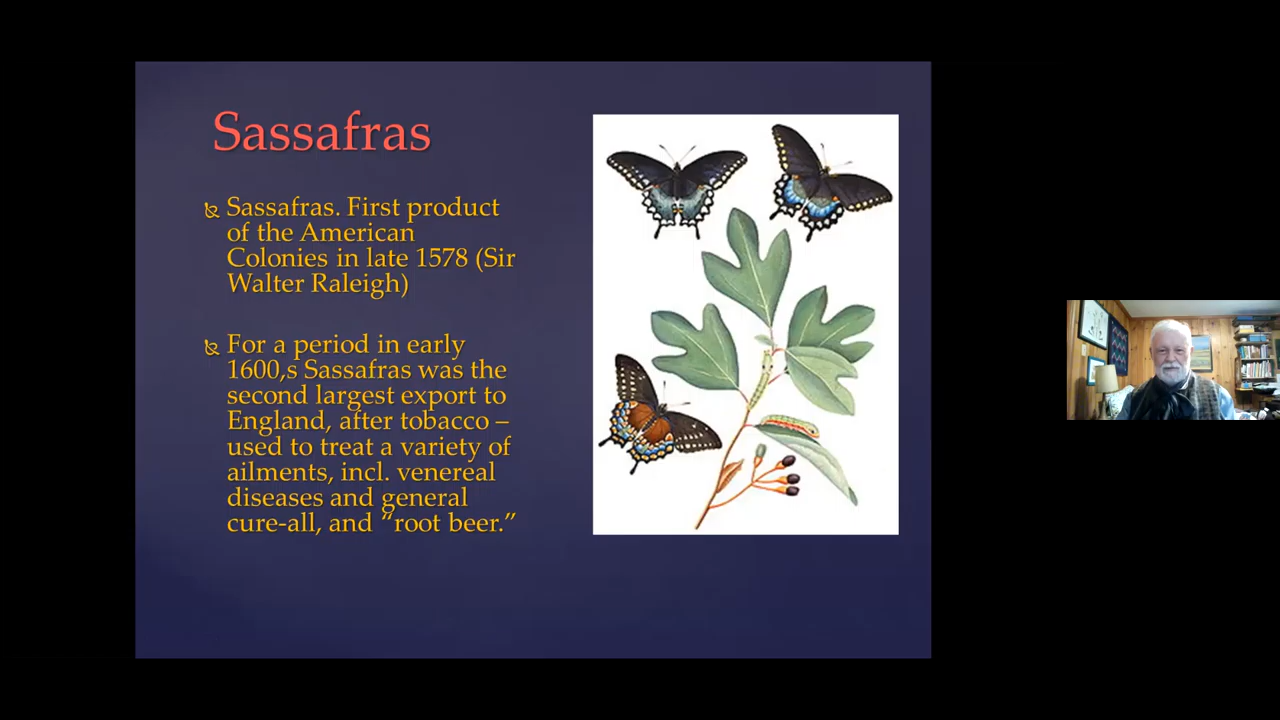 Sassafras
Sassafras. First product
of the American
Colonies in late 1578 (Sir
Walter Raleigh)
For a period in early
1600,s Sassafras was the
second largest export to
England, after tobacco –
used to treat a variety of
ailments, incl. venereal
diseases and general
cure-all, and “root beer.”